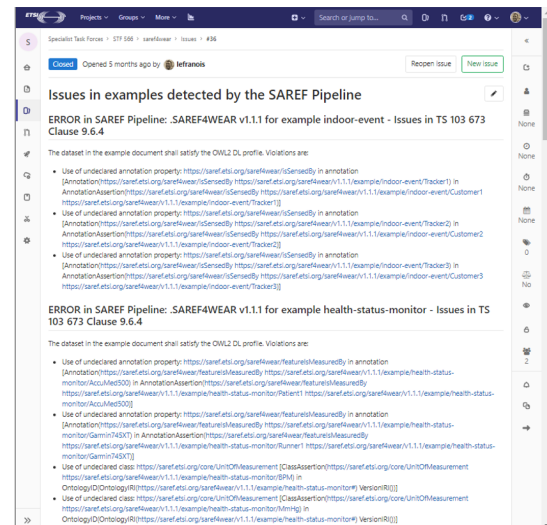 ETSI Projects Groups More Search or jump to...
S Specialist Task Forces > STF 566 > saref4wear > Issues > #36
Closed Opened 5 months ago by lefranois Reopen issue New issue
Issues in examples detected by the SAREF Pipeline
ERROR in SAREF Pipeline: .SAREF4WEAR v1.1.1 for example indoor-event - Issues in TS 103 673
Clause 9.6.4
The dataset in the example document shall satisfy the OWL2 DL profile. Violations are:
• Use of undeclared annotation property: https://saref.etsi.org/saref4wear/isSensedBy in annotation
[Annotation(https://saref.etsi.org/saref4wear/isSensedBy https://saref.etsi.org/saref4wear/v1.1.1/example/indoor-event/Tracker1) in
AnnotationAssertion(https://saref.etsi.org/saref4wear/isSensedBy https://saref.etsi.org/saref4wear/v1.1.1/example/indoor-event/Customer1
https://saref.etsi.org/saref4wear/v1.1.1/example/indoor-event/Tracker1)]
• Use of undeclared annotation property: https://saref.etsi.org/saref4wear/isSensedBy in annotation
[Annotation(https://saref.etsi.org/saref4wear/isSensedBy https://saref.etsi.org/saref4wear/v1.1.1/example/indoor-event/Tracker2) in
AnnotationAssertion(https://saref.etsi.org/saref4wear/isSensedBy https://saref.etsi.org/saref4wear/v1.1.1/example/indoor-event/Customer2
https://saref.etsi.org/saref4wear/v1.1.1/example/indoor-event/Tracker2)]
• Use of undeclared annotation property: https://saref.etsi.org/saref4wear/isSensedBy in annotation
[Annotation(https://saref.etsi.org/saref4wear/isSensedBy https://saref.etsi.org/saref4wear/v1.1.1/example/indoor-event/Tracker3) in
AnnotationAssertion(https://saref.etsi.org/saref4wear/isSensedBy https://saref.etsi.org/saref4wear/v1.1.1/example/indoor-event/Customer3
https://saref.etsi.org/saref4wear/v1.1.1/example/indoor-event/Tracker3)]
ERROR in SAREF Pipeline: .SAREF4WEAR v1.1.1 for example health-status-monitor - Issues in TS
103 673 Clause 9.6.4
The dataset in the example document shall satisfy the OWL2 DL profile. Violations are:
• Use of undeclared annotation property: https://saref.etsi.org/saref4wear/featureIsMeasuredBy in annotation
[Annotation(https://saref.etsi.org/saref4wear/featureIsMeasuredBy https://saref.etsi.org/saref4wear/v1.1.1/example/health-status-
monitor/AccuMed500) in AnnotationAssertion(https://saref.etsi.org/saref4wear/featureIsMeasuredBy
https://saref.etsi.org/saref4wear/v1.1.1/example/health-status-monitor/Patient1 https://saref.etsi.org/saref4wear/v1.1.1/example/health-status-
monitor/AccuMed500)]
• Use of undeclared annotation property: https://saref.etsi.org/saref4wear/featureIsMeasuredBy in annotation
[Annotation(https://saref.etsi.org/saref4wear/featureIsMeasuredBy https://saref.etsi.org/saref4wear/v1.1.1/example/health-status-
monitor/Garmin745XT) in AnnotationAssertion(https://saref.etsi.org/saref4wear/featureIsMeasuredBy
https://saref.etsi.org/saref4wear/v1.1.1/example/health-status-monitor/Runner1 https://saref.etsi.org/saref4wear/v1.1.1/example/health-status-
monitor/Garmin745XT)]
• Use of undeclared class: https://saref.etsi.org/core/UnitOfMeasurement [ClassAssertion(https://saref.etsi.org/core/UnitOfMeasurement
https://saref.etsi.org/saref4wear/v1.1.1/example/health-status-monitor/BPM) in
OntologyID(OntologyIRI(https://saref.etsi.org/saref4wear/v1.1.1/example/health-status-monitor#) VersionIRI())]
• Use of undeclared class: https://saref.etsi.org/core/UnitOfMeasurement [ClassAssertion(https://saref.etsi.org/core/UnitOfMeasurement
https://saref.etsi.org/saref4wear/v1.1.1/example/health-status-monitor/MmHg) in
OntologyID(OntologyIRI(https://saref.etsi.org/saref4wear/v1.1.1/example/health-status-monitor#) VersionIRI())]
None
None
None
None
0
No
6
2